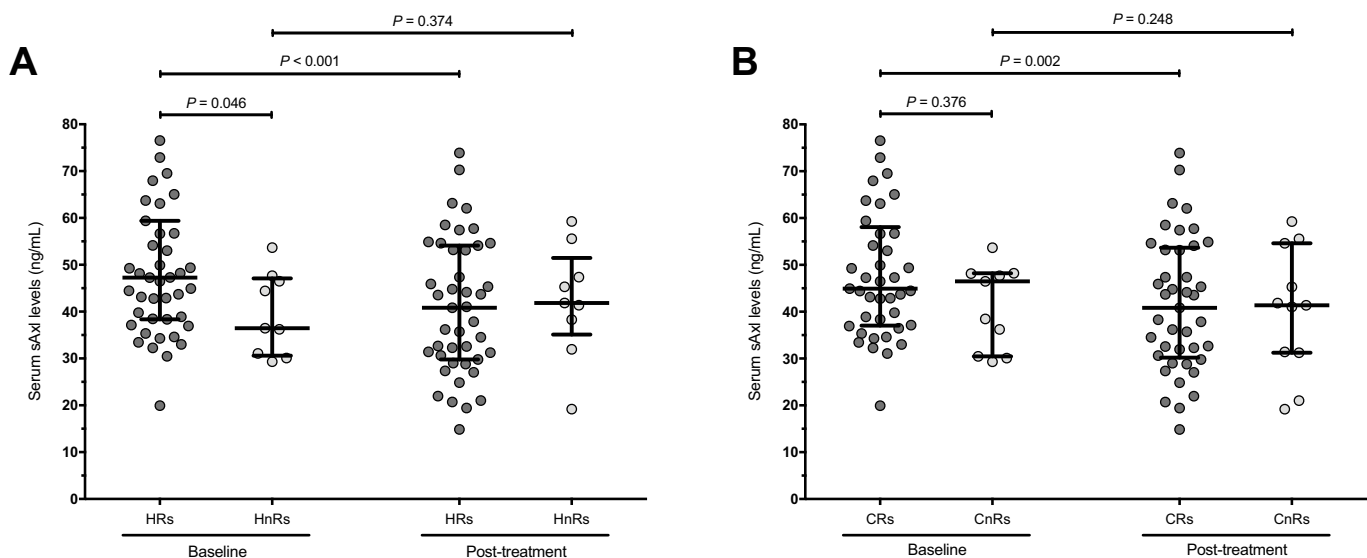 A
P = 0.374
P < 0.001
P = 0.046
Serum sAxl levels (ng/mL)
80
70
60
50
40
30
20
10
0
HRs HnRs HRs HnRs
Baseline Post-treatment
B
P = 0.248
P = 0.002
P = 0.376
Serum sAxl levels (ng/mL)
80
70
60
50
40
30
20
10
0
CRs CnRs CRs CnRs
Baseline Post-treatment